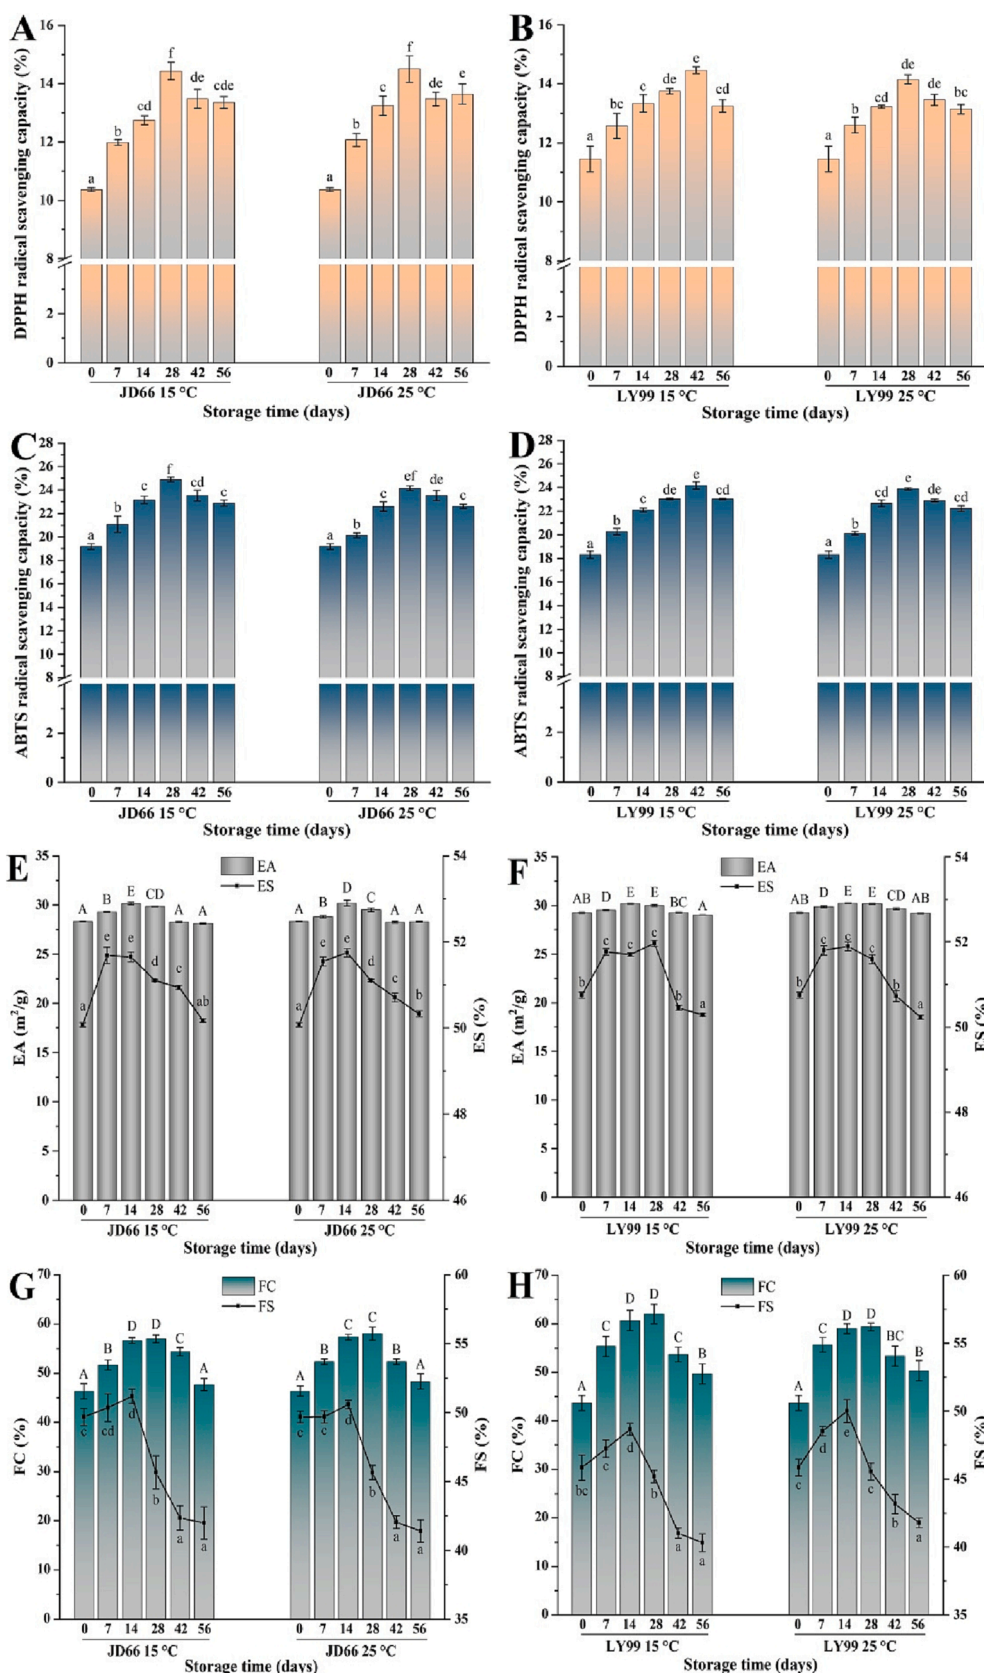 A
DPPH radical scavenging capacity (%)
16
14
12
10
8
2
0
a b cd f de cde
a b c f de e
0 7 14 28 42 56 0 7 14 28 42 56
JD66 15 °C JD66 25 °C
Storage time (days)
B
DPPH radical scavenging capacity (%)
16
14
12
10
8
2
0
a bc cd de e cd
a b cd de cd bc
0 7 14 28 42 56 0 7 14 28 42 56
LY99 15 °C LY99 25 °C
Storage time (days)
C
ABTS radical scavenging capacity (%)
28
26
24
22
20
18
16
14
12
10
8
2
0
a b c f cd c
a b c ef de c
0 7 14 28 42 56 0 7 14 28 42 56
JD66 15 °C JD66 25 °C
Storage time (days)
D
ABTS radical scavenging capacity (%)
28
26
24
22
20
18
16
14
12
10
8
2
0
a b c de e cd
a b cd e de cd
0 7 14 28 42 56 0 7 14 28 42 56
LY99 15 °C LY99 25 °C
Storage time (days)
E
EA (m²/g)
35
30
25
20
15
10
5
0
EA
ES
A B E CD A A
A B D C A A
a e e d c ab
a e e d c b
54
52
50
48
46
ES (%)
0 7 14 28 42 56 0 7 14 28 42 56
JD66 15 °C JD66 25 °C
Storage time (days)
F
EA (m²/g)
35
30
25
20
15
10
5
0
EA
ES
AB D E E BC A
AB D E E CD AB
b c c c b a
b c c c b a
54
52
50
48
46
ES (%)
0 7 14 28 42 56 0 7 14 28 42 56
LY99 15 °C LY99 25 °C
Storage time (days)
G
FC (%)
70
60
50
40
30
20
10
0
FC
FS
A B D D C A
A B C C B A
c cd d b a a
c c d b a a
60
55
50
45
40
35
FS (%)
0 7 14 28 42 56 0 7 14 28 42 56
JD66 15 °C JD66 25 °C
Storage time (days)
H
FC (%)
70
60
50
40
30
20
10
0
FC
FS
A C D D C B
A C D D BC B
bc c d b a a
c d e c b a
60
55
50
45
40
35
FS (%)
0 7 14 28 42 56 0 7 14 28 42 56
LY99 15 °C LY99 25 °C
Storage time (days)